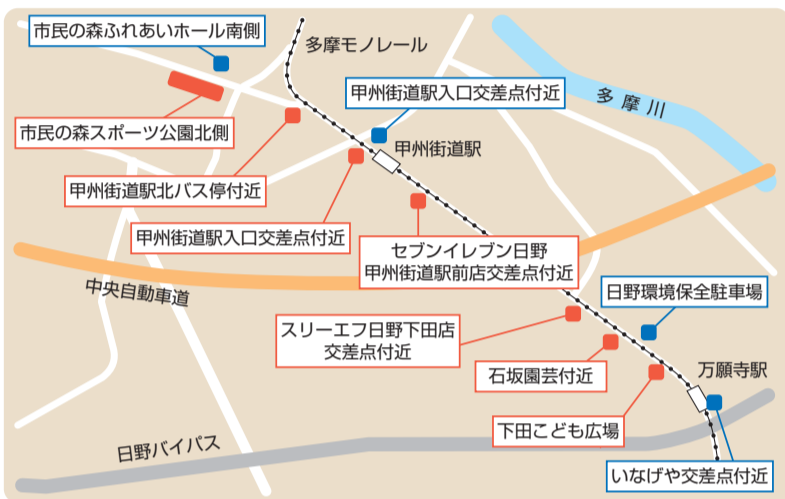 市民の森ふれあいホール南側
多摩モノレール
甲州街道駅入口交差点付近
多摩川
市民の森スポーツ公園北側
甲州街道駅
甲州街道駅北バス停付近
甲州街道駅入口交差点付近
セブンイレブン日野
甲州街道駅前店交差点付近
中央自動車道
日野環境保全駐車場
スリーエフ日野下田店
交差点付近
石坂園芸付近
万願寺駅
下田こども広場
日野バイパス
いなげや交差点付近